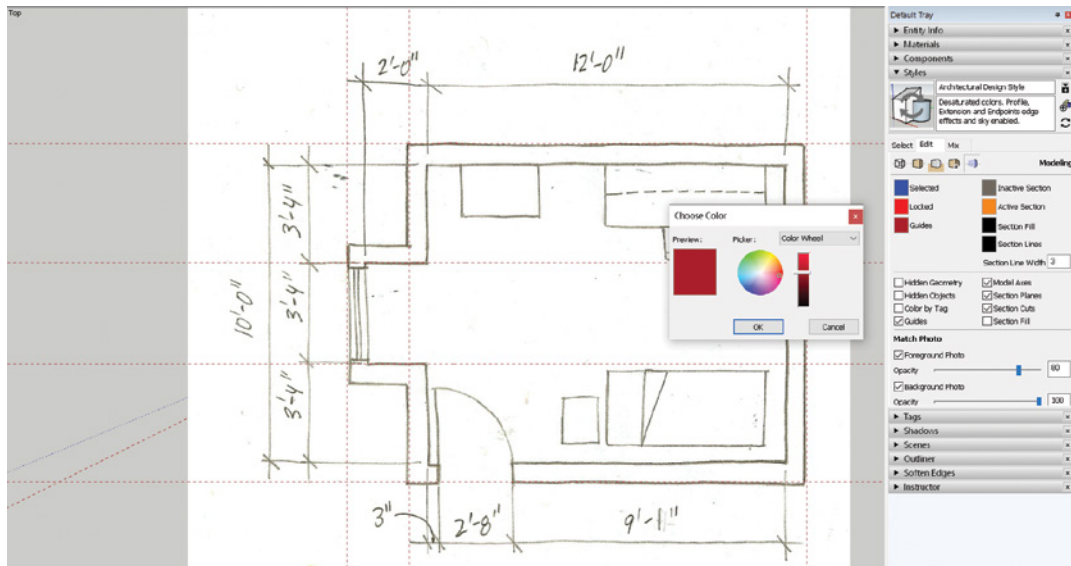 Top
2'-0"
12'-0"
3'-4"
10'-0"
3'-4"
3'-4"
3"
2'-8"
9'-1"
Choose Color
Preview:
Picker:
Color Wheel
OK
Cancel
Default Tray
Entity Info
Materials
Components
Styles
Architectural Design Style
Desaturated colors. Profile,
Extension and Endpoints edge
effects and sky enabled.
Select Edit Mix
Modeling
Selected
Inactive Section
Locked
Active Section
Guides
Section Fill
Section Lines
Section Line Width 3
Hidden Geometry
Model Axes
Hidden Objects
Section Planes
Color by Tag
Section Cuts
Guides
Section Fill
Match Photo
Foreground Photo
Opacity 80
Background Photo
Opacity 100
Tags
Shadows
Scenes
Outliner
Soften Edges
Instructor